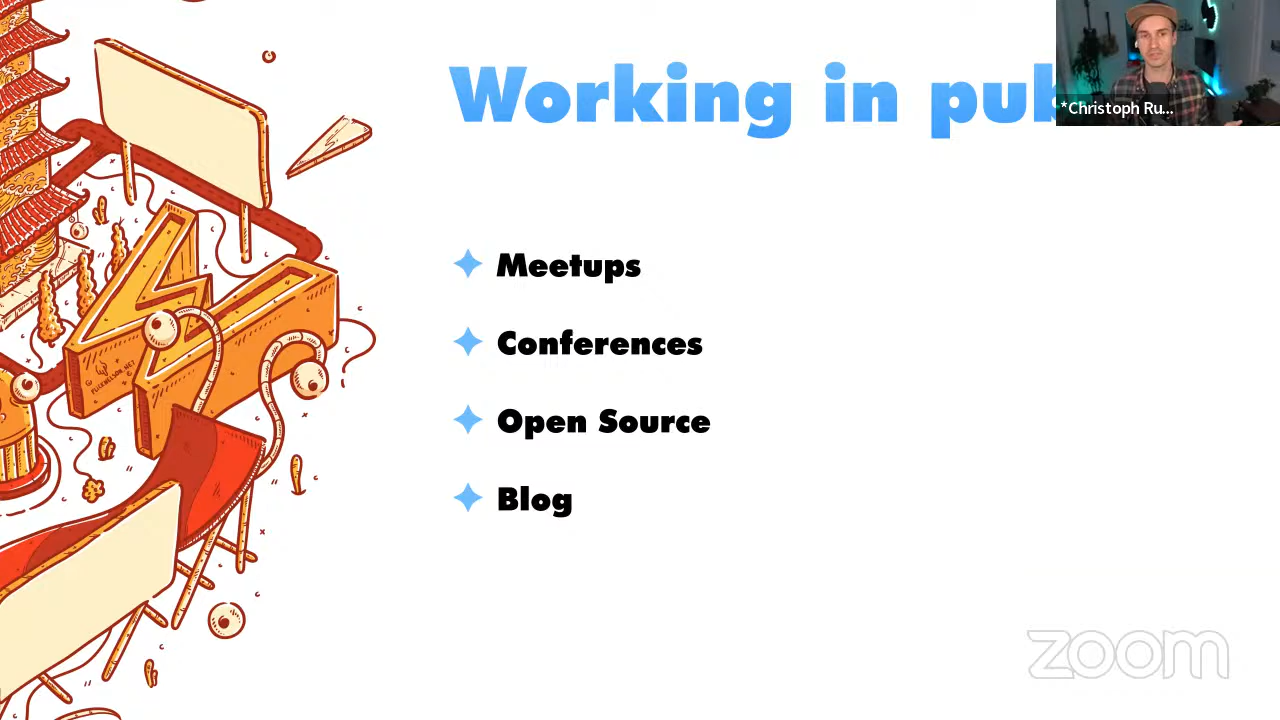 Working in pub
*Christoph Ru...
Meetups
Conferences
Open Source
Blog
zoom